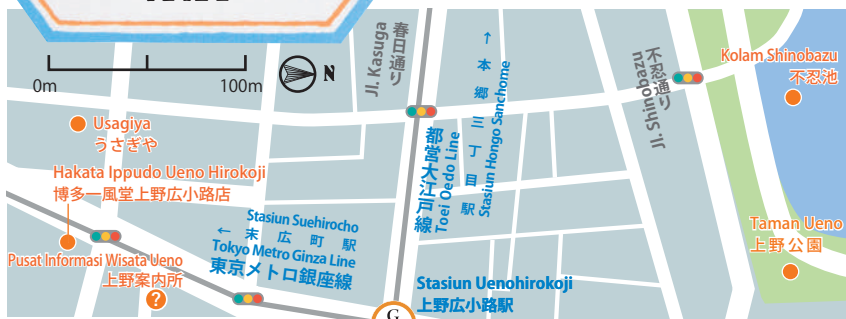 0m
100m
N
Jl. Kasuga
春日通り
↑ 本郷三丁目駅
Stasiun Hongo Sanchome
都営大江戸線
Toei Oedo Line
不忍通り
Jl. Shinobazu
Kolam Shinobazu
不忍池
Usagiya
うさぎや
Hakata Ippudo Ueno Hirokoji
博多一風堂上野広小路店
Stasiun Suehirocho
← 末広町駅
Tokyo Metro Ginza Line
東京メトロ銀座線
Pusat Informasi Wisata Ueno
上野案内所
?
Taman Ueno
上野公園
Stasiun Uenohirokoji
上野広小路駅
G